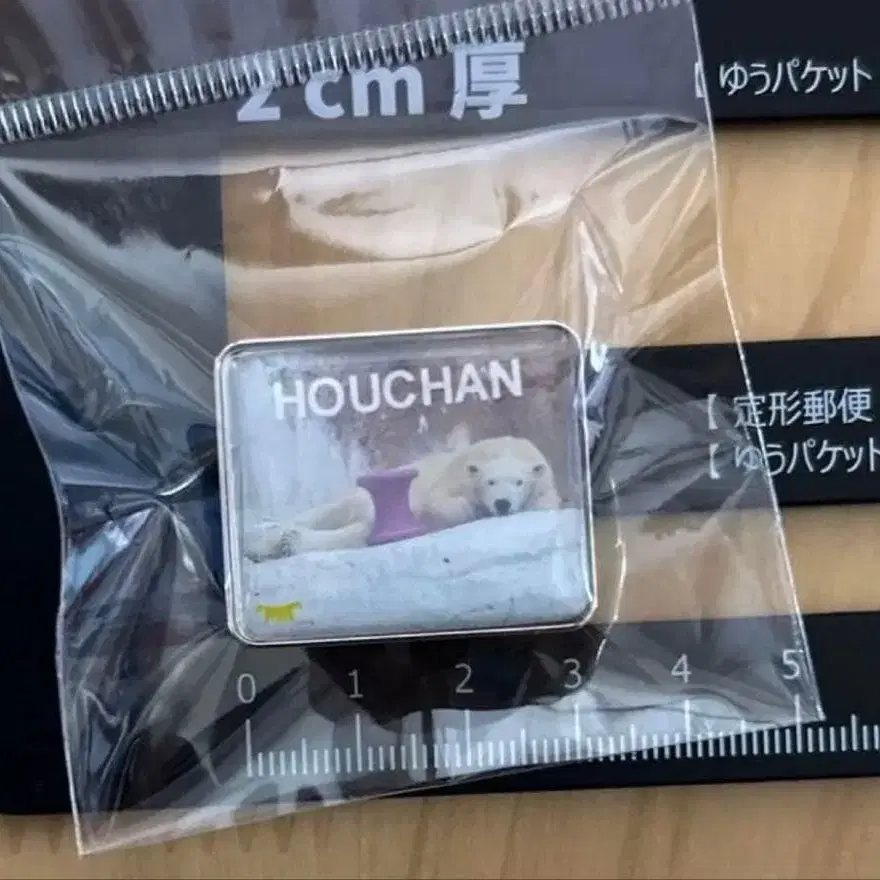 2 cm 厚
【 ゆうパケット
HOUCHAN
【 定形郵便
【 ゆうパケット
0 1 2 3 4 5